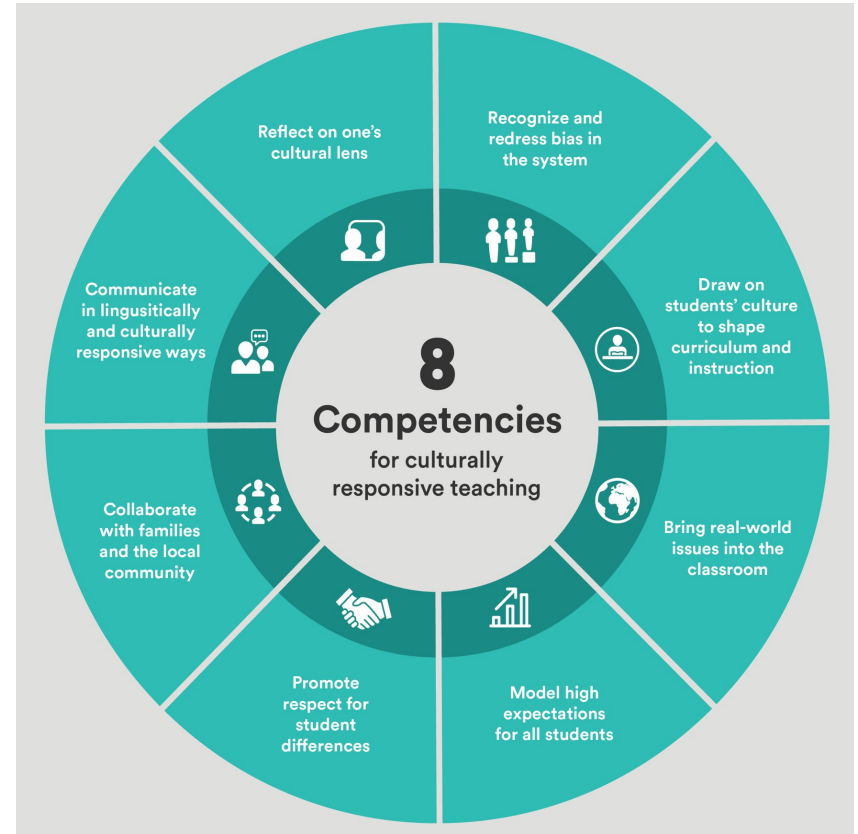 8
Competencies
for culturally
responsive teaching
Reflect on one's
cultural lens
Recognize and
redress bias in
the system
Draw on
students' culture
to shape
curriculum and
instruction
Bring real-world
issues into the
classroom
Model high
expectations
for all students
Promote
respect for
student
differences
Collaborate
with families
and the local
community
Communicate
in lingusitically
and culturally
responsive ways